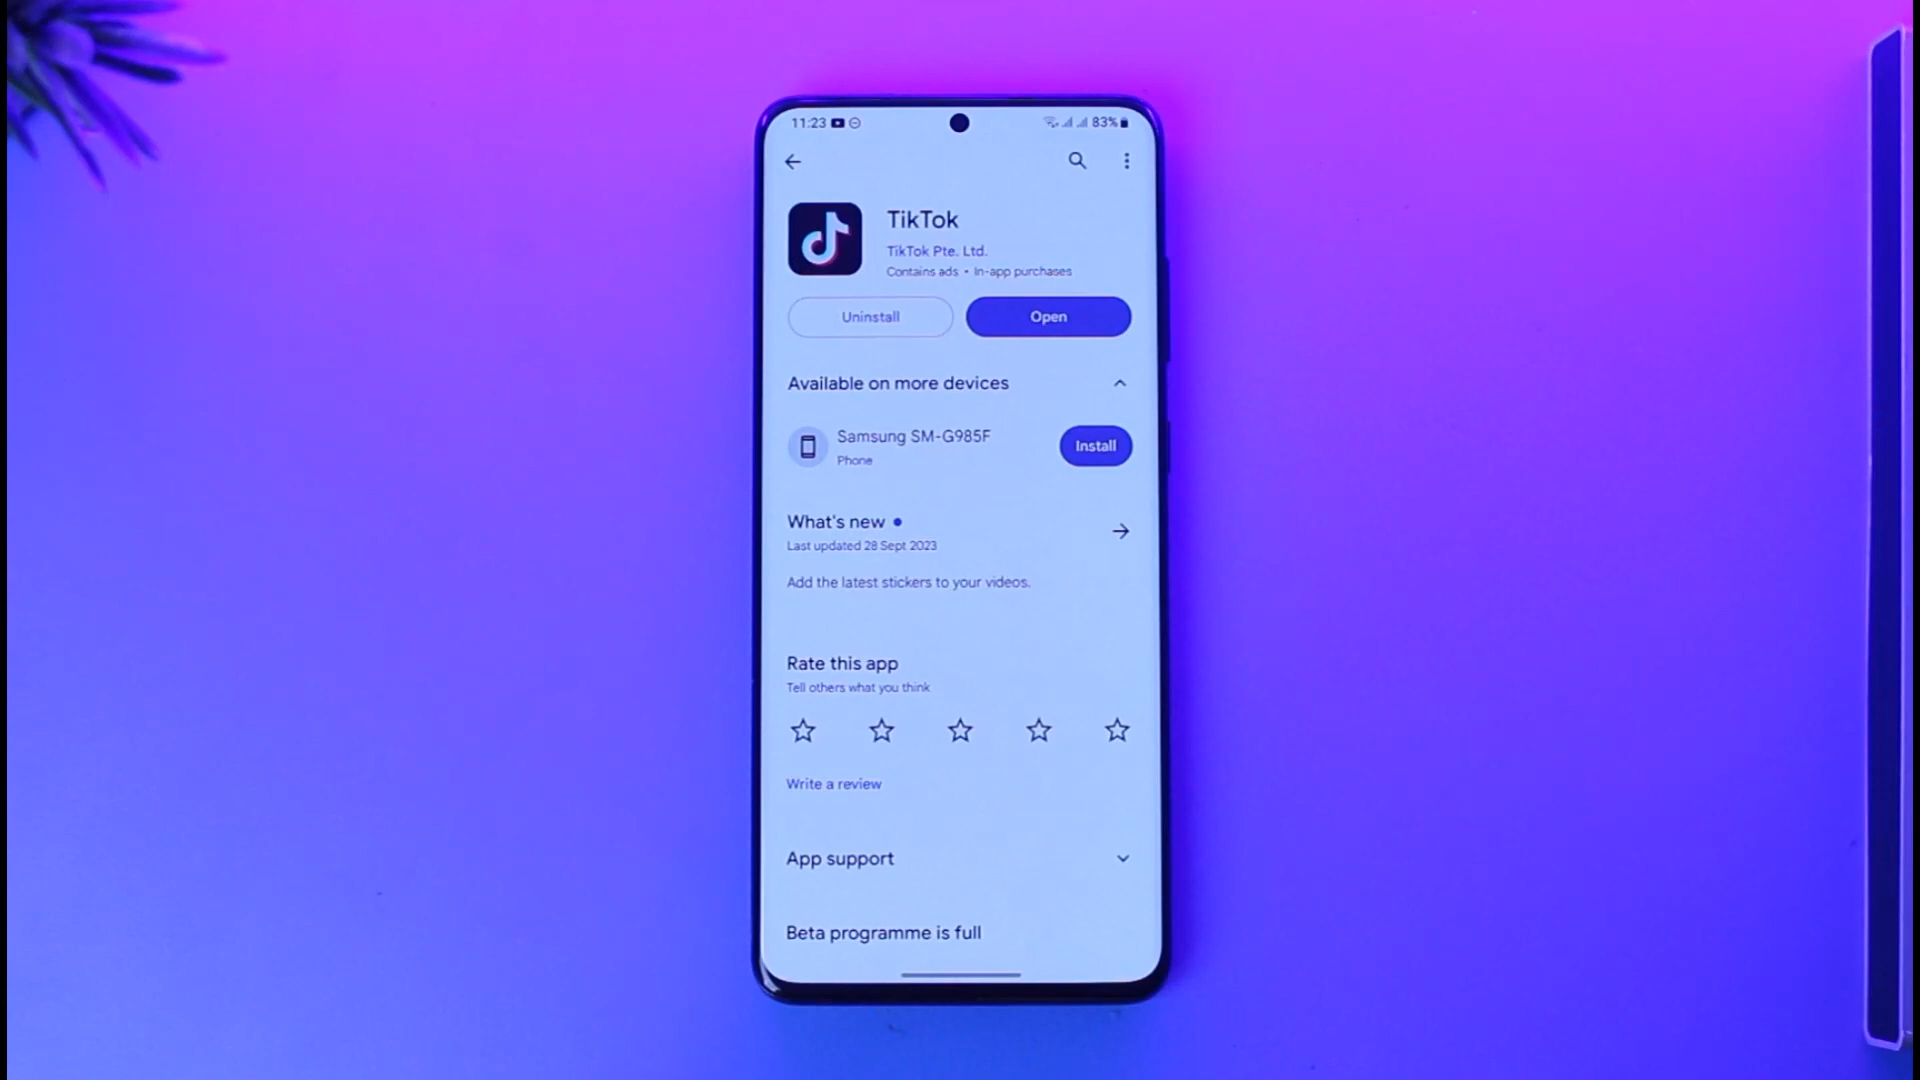 11:23
83%
TikTok
TikTok Pte. Ltd.
Contains ads • In-app purchases
Uninstall
Open
Available on more devices
Samsung SM-G985F
Phone
Install
What's new
Last updated 28 Sept 2023
Add the latest stickers to your videos.
Rate this app
Tell others what you think
Write a review
App support
Beta programme is full